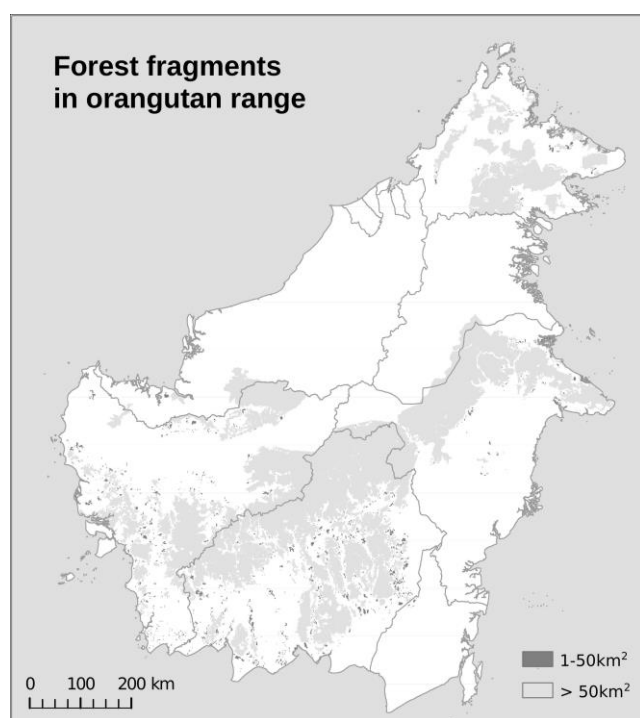 Forest fragments
in orangutan range
0 100 200 km
1-50km²
> 50km²